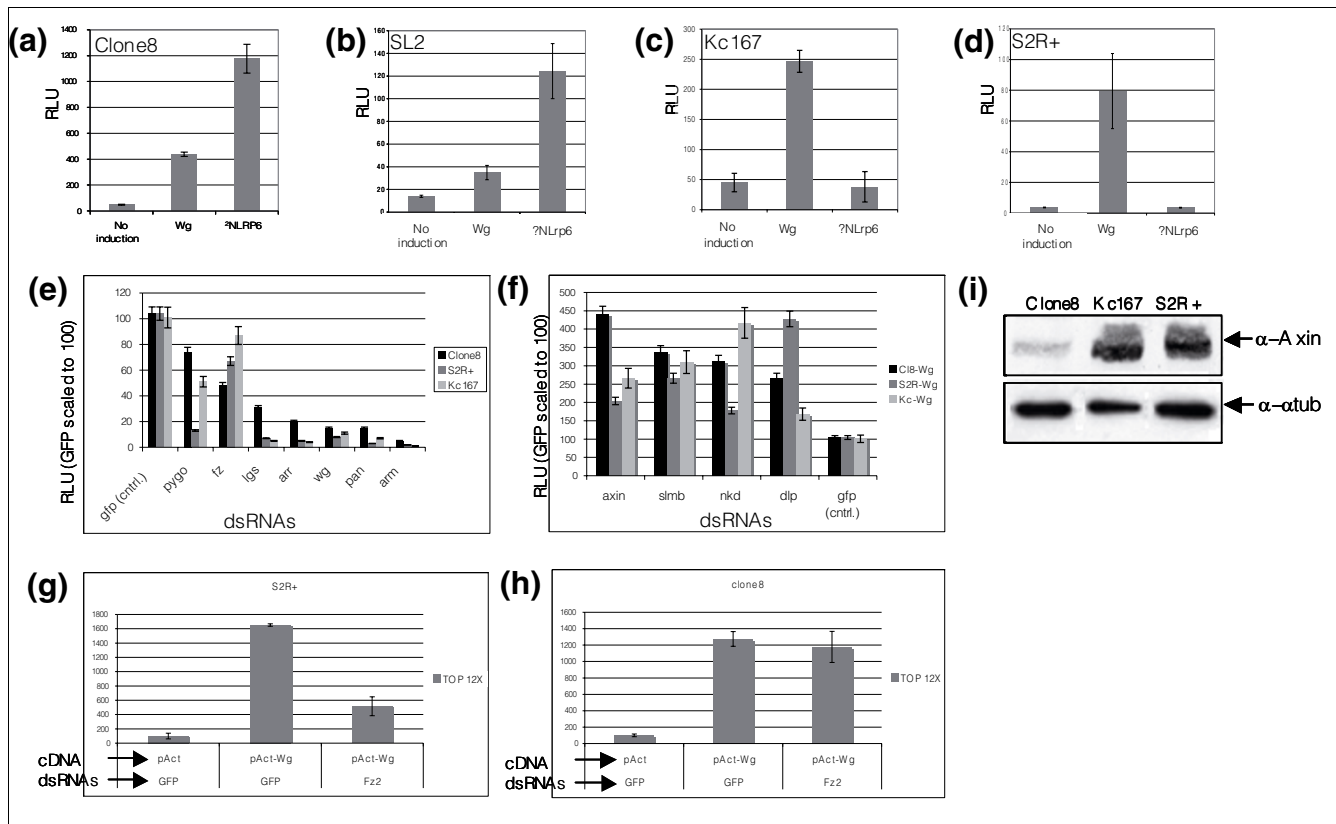 (a)
Clone8
RLU
1400
1200
1000
800
600
400
200
0
No induction
Wg
²NLRP6
(b)
SL2
RLU
160
140
120
100
80
60
40
20
0
No induction
Wg
?NLrp6
(c)
Kc167
RLU
300
250
200
150
100
50
0
No induction
Wg
?NLrp6
(d)
S2R+
RLU
120
100
80
60
40
20
0
No induction
Wg
?NLrp6
(e)
RLU (GFP scaled to 100)
120
100
80
60
40
20
0
Clone8
S2R+
Kc167
gfp (cntrl.)
pygo
fz
lgs
arr
wg
pan
arm
dsRNAs
(f)
RLU (GFP scaled to 100)
500
450
400
350
300
250
200
150
100
50
0
Cl8-Wg
S2R-Wg
Kc-Wg
axin
slmb
nkd
dlp
gfp (cntrl.)
dsRNAs
(i)
Clone8 Kc167 S2R+
α-Axin
α-αtub
(g)
S2R+
1800
1600
1400
1200
1000
800
600
400
200
0
TOP 12X
cDNA pAct pAct-Wg pAct-Wg
dsRNAs GFP GFP Fz2
(h)
clone8
1600
1400
1200
1000
800
600
400
200
0
TOP 12X
cDNA pAct pAct-Wg pAct-Wg
dsRNAs GFP GFP Fz2